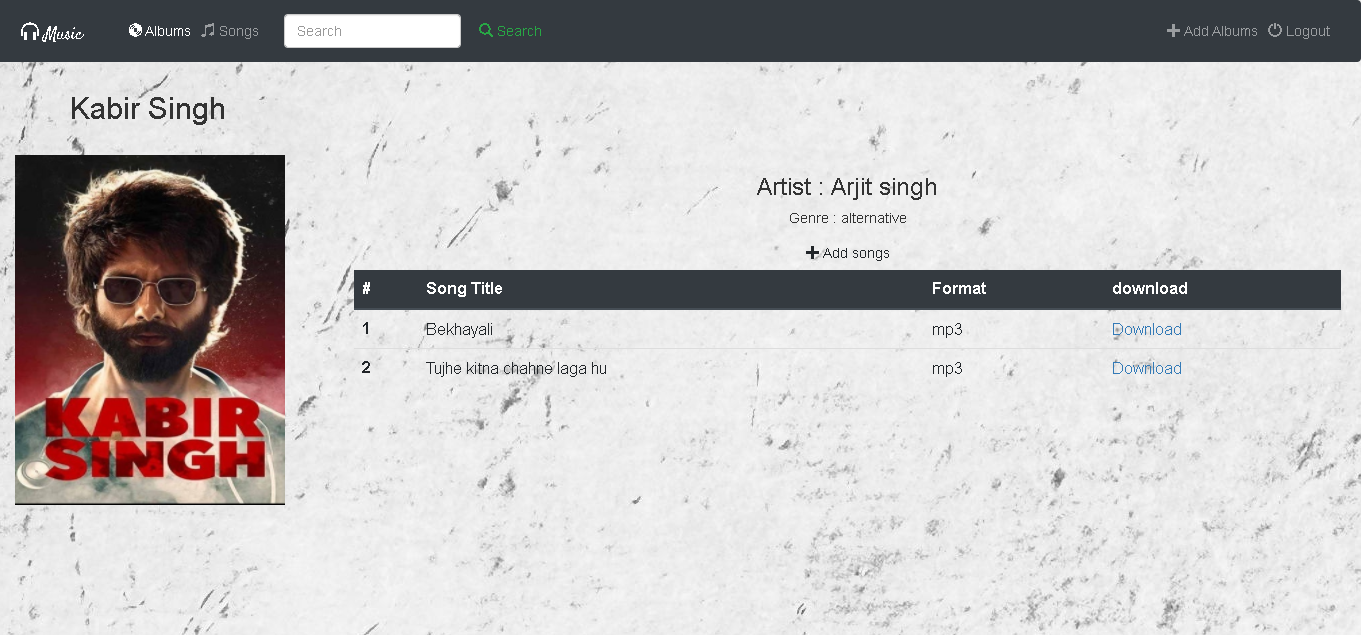 Music Albums Songs Search Search Add Albums Logout
Kabir Singh
KABIR
SINGH
Artist : Arjit singh
Genre : alternative
Add songs
# Song Title Format download
1 Bekhayali mp3 Download
2 Tujhe kitna chahne laga hu mp3 Download